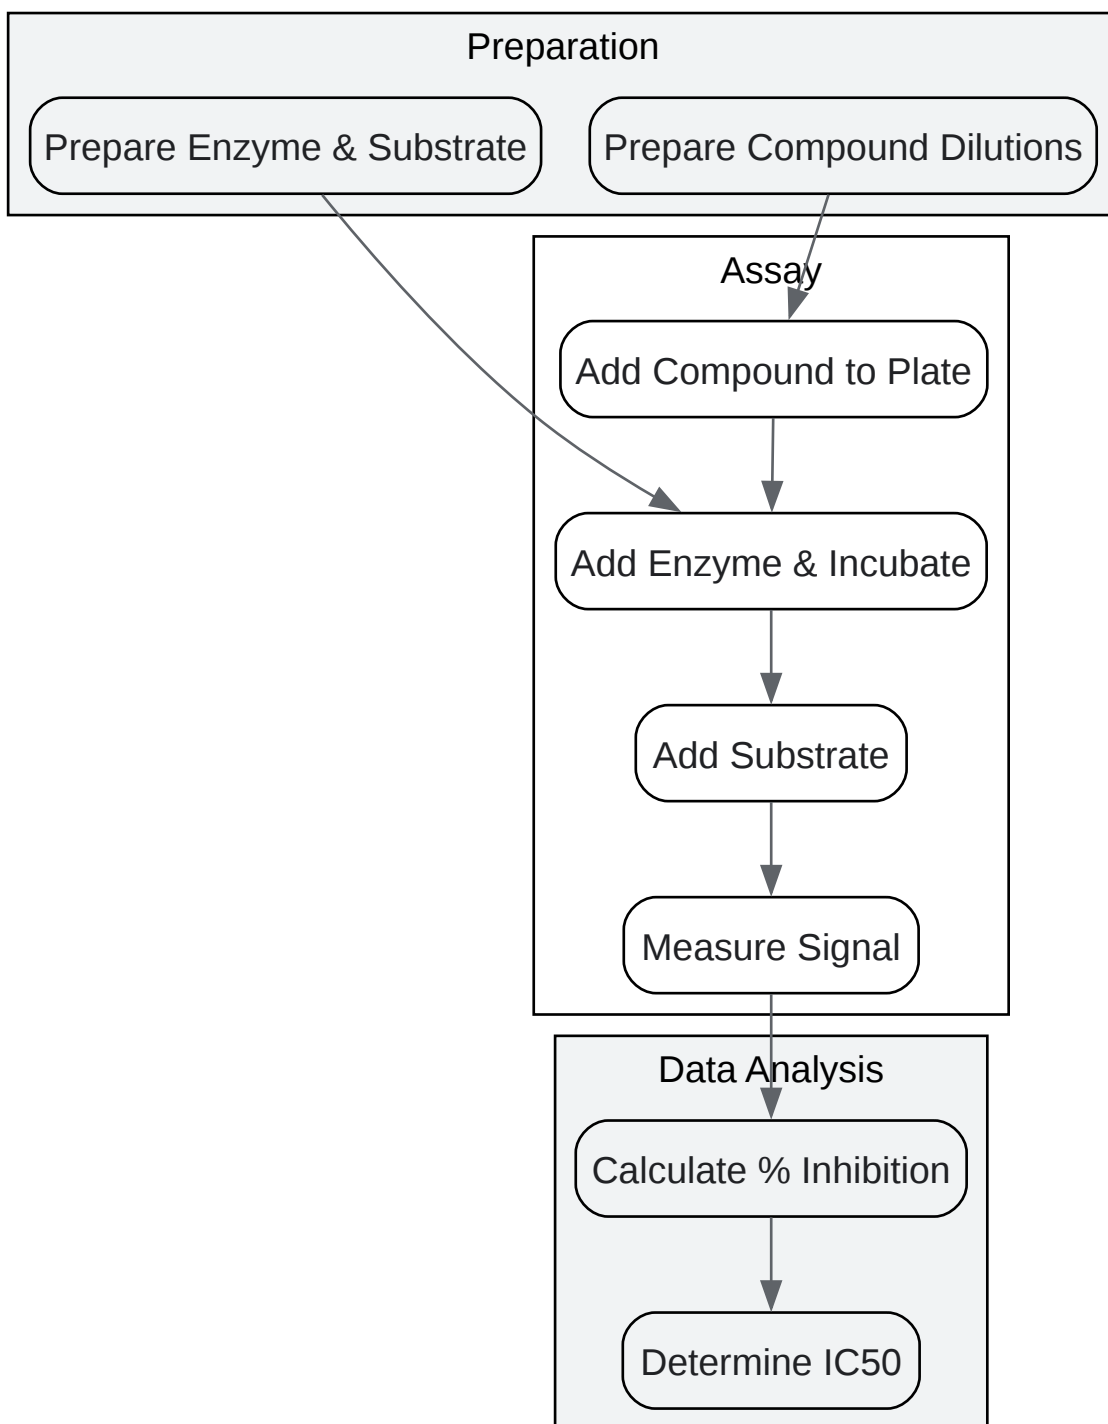 Preparation
Prepare Enzyme & Substrate
Prepare Compound Dilutions
Assay
Add Compound to Plate
Add Enzyme & Incubate
Add Substrate
Measure Signal
Data Analysis
Calculate % Inhibition
Determine IC50